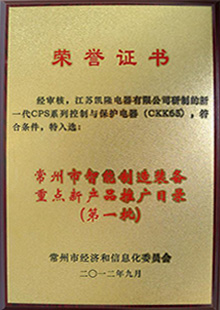 荣誉证书
经审核，江苏凯隆电器有限公司研制的新
一代CPS系列控制与保护电器（CKK65），符
合条件，特入选：
常州市智能制造装备
重点新产品推广目录
(第一批)
常州市经济和信息化委员会
二〇一二年九月